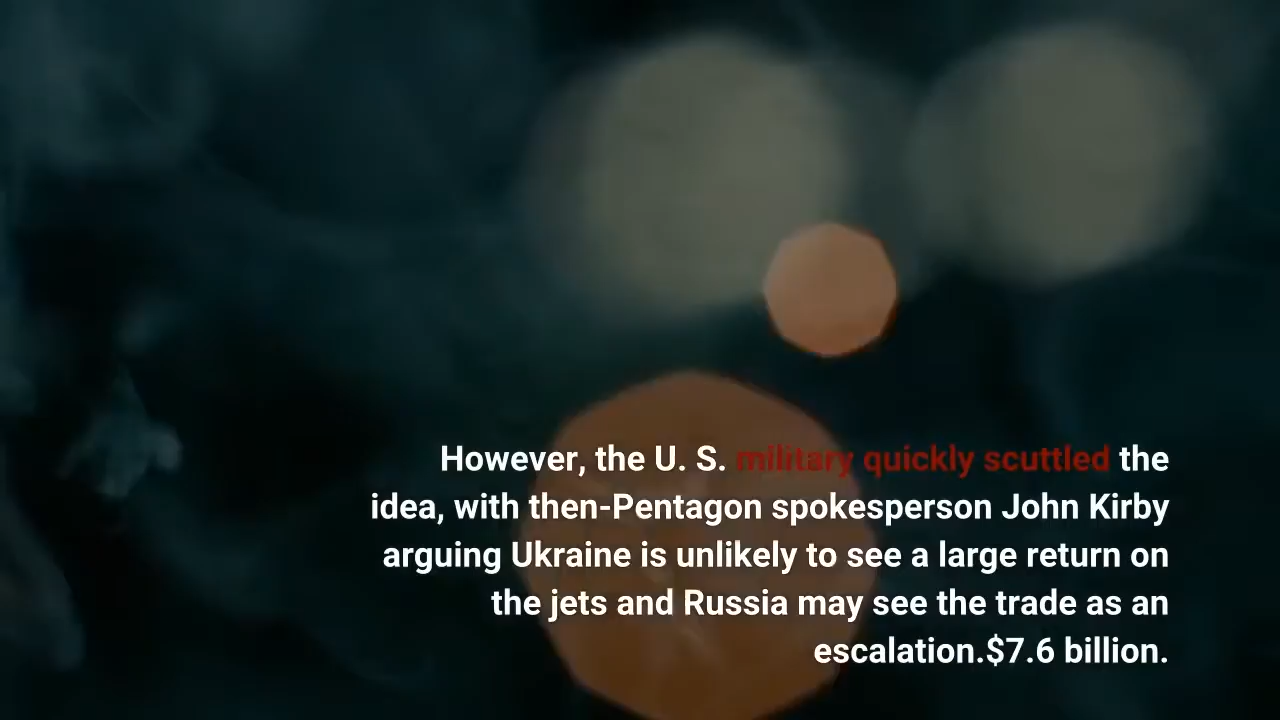 However, the U. S. military quickly scuttled the
idea, with then-Pentagon spokesperson John Kirby
arguing Ukraine is unlikely to see a large return on
the jets and Russia may see the trade as an
escalation.$7.6 billion.